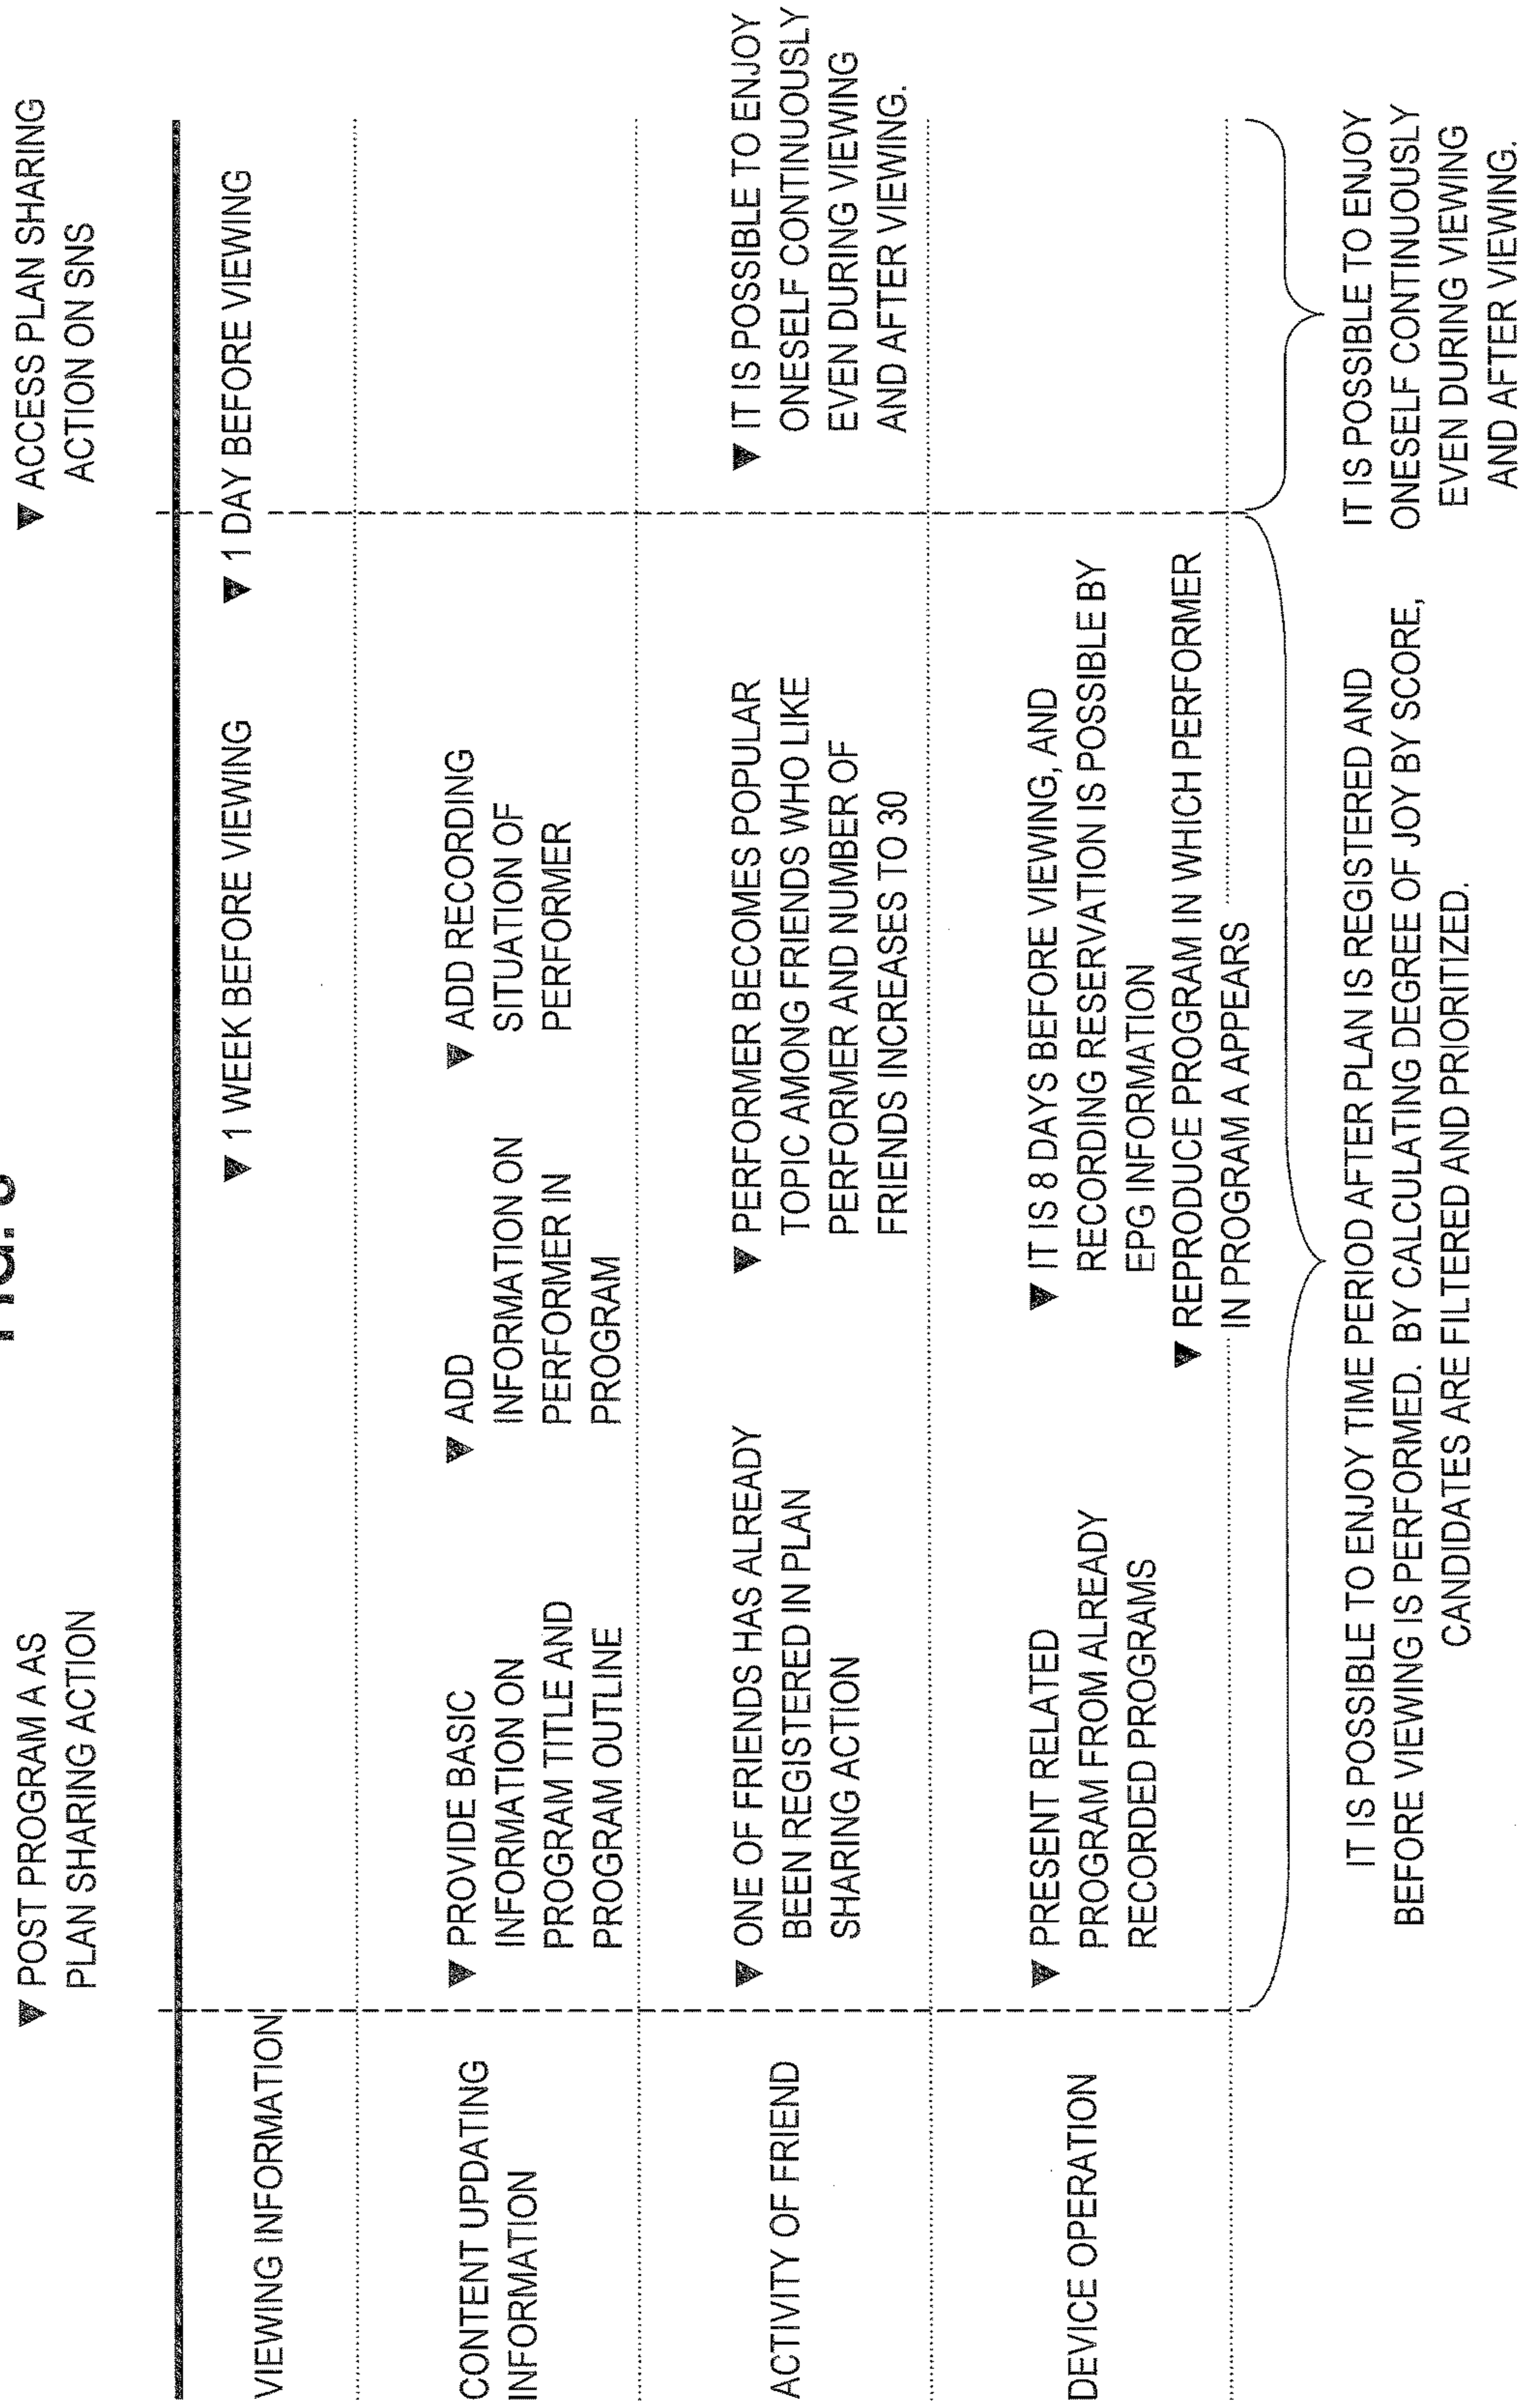 FIG.
▼ POST PROGRAM A AS
PLAN SHARING ACTION
▼ ACCESS PLAN SHARING
ACTION ON SNS
VIEWING INFORMATION
▼ 1 WEEK BEFORE VIEWING
▼ 1 DAY BEFORE VIEWING
CONTENT UPDATING
INFORMATION
▼ PROVIDE BASIC
INFORMATION ON
PROGRAM TITLE AND
PROGRAM OUTLINE
▼ ADD
INFORMATION ON
PERFORMER IN
PROGRAM
▼ ADD RECORDING
SITUATION OF
PERFORMER
ACTIVITY OF FRIEND
▼ ONE OF FRIENDS HAS ALREADY
BEEN REGISTERED IN PLAN
SHARING ACTION
▼ PERFORMER BECOMES POPULAR
TOPIC AMONG FRIENDS WHO LIKE
PERFORMER AND NUMBER OF
FRIENDS INCREASES TO 30
▼ IT IS POSSIBLE TO ENJOY
ONESELF CONTINUOUSLY
EVEN DURING VIEWING
AND AFTER VIEWING.
DEVICE OPERATION
▼ PRESENT RELATED
PROGRAM FROM ALREADY
RECORDED PROGRAMS
▼ IT IS 8 DAYS BEFORE VIEWING, AND
RECORDING RESERVATION IS POSSIBLE BY
EPG INFORMATION
▼ REPRODUCE PROGRAM IN WHICH PERFORMER
IN PROGRAM A APPEARS
IT IS POSSIBLE TO ENJOY TIME PERIOD AFTER PLAN IS REGISTERED AND
BEFORE VIEWING IS PERFORMED. BY CALCULATING DEGREE OF JOY BY SCORE,
CANDIDATES ARE FILTERED AND PRIORITIZED.
IT IS POSSIBLE TO ENJOY
ONESELF CONTINUOUSLY
EVEN DURING VIEWING
AND AFTER VIEWING.